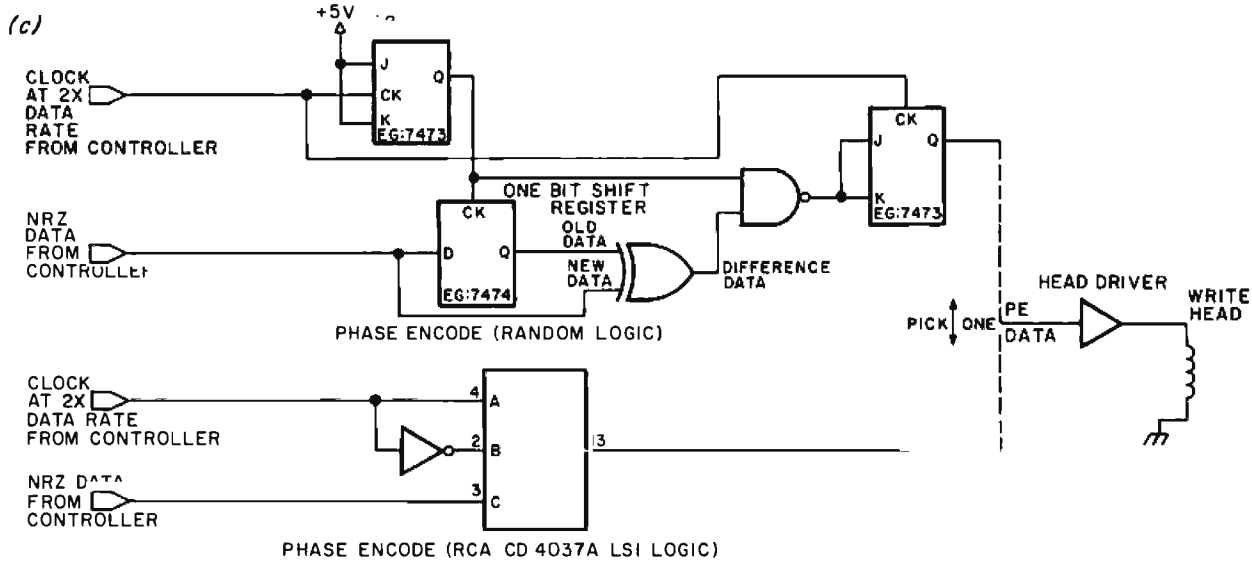 (c)
+5V
CLOCK
AT 2X
DATA
RATE
FROM CONTROLLER
J
CK
K
Q
EG:7473
CK
J
K
Q
EG:7473
NRZ
DATA
FROM
CONTROLLER
ONE BIT SHIFT
REGISTER
CK
D
Q
EG:7474
OLD
DATA
NEW
DATA
DIFFERENCE
DATA
PHASE ENCODE (RANDOM LOGIC)
PICK ONE
PE
DATA
HEAD DRIVER
WRITE
HEAD
CLOCK
AT 2X
DATA RATE
FROM CONTROLLER
4 A
2 B
3 C
13
NRZ DATA
FROM
CONTROLLER
PHASE ENCODE (RCA CD 4037A LSI LOGIC)